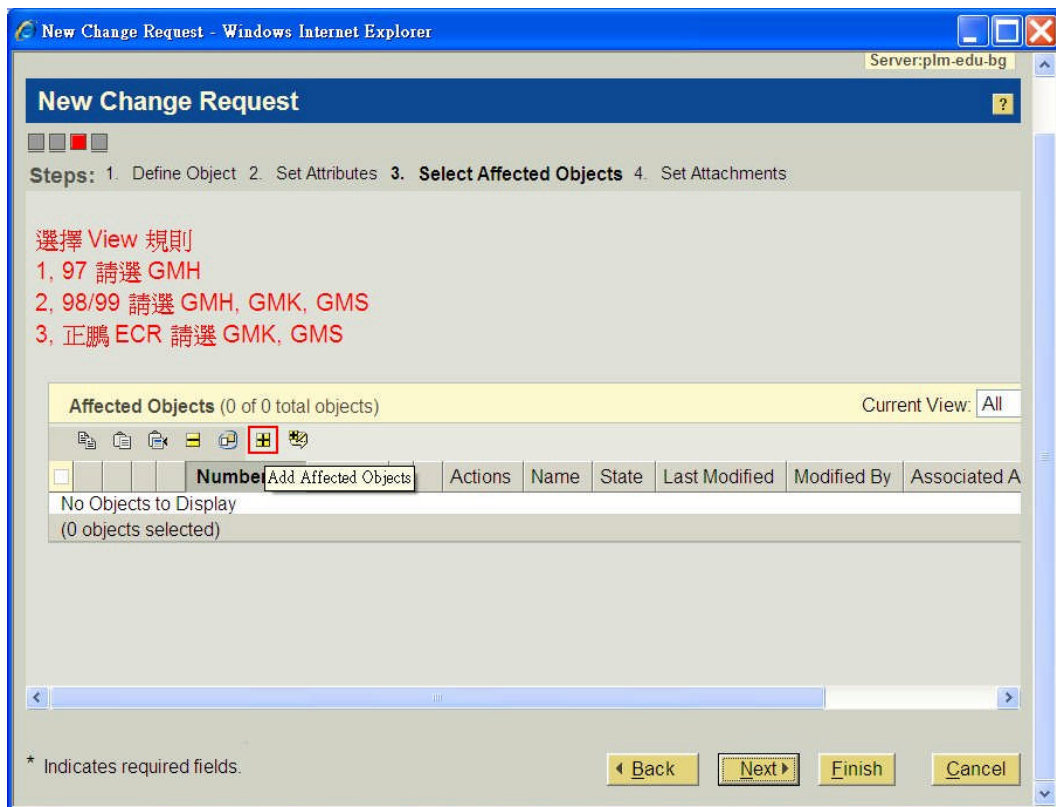 New Change Request - Windows Internet Explorer
Server:plm-edu-bg
New Change Request
?
Steps: 1. Define Object 2. Set Attributes 3. Select Affected Objects 4. Set Attachments
選擇 View 規則
1, 97 請選 GMH
2, 98/99 請選 GMH, GMK, GMS
3, 正鵬 ECR 請選 GMK, GMS
Affected Objects (0 of 0 total objects) Current View: All
Add Affected Objects
Number Actions Name State Last Modified Modified By Associated A
No Objects to Display
(0 objects selected)
* Indicates required fields.
Back Next Finish Cancel